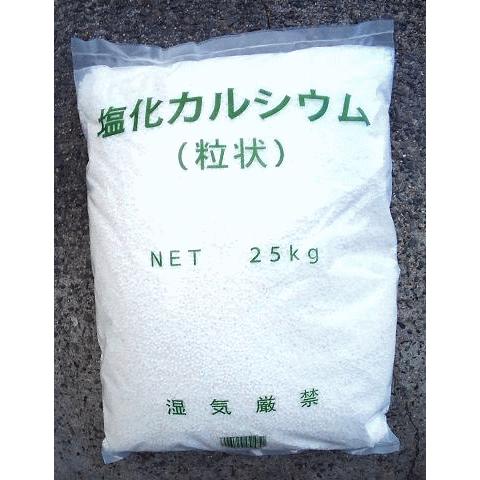 塩化カルシウム
(粒状)
NET 25kg
湿気厳禁